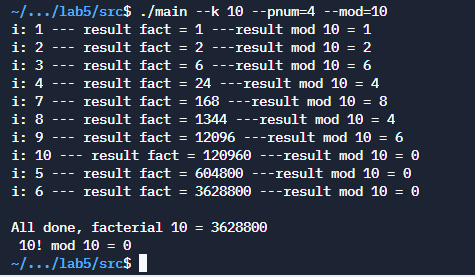 ~/.../lab5/src$ ./main --k 10 --pnum=4 --mod=10
i: 1 --- result fact = 1 ---result mod 10 = 1
i: 2 --- result fact = 2 ---result mod 10 = 2
i: 3 --- result fact = 6 ---result mod 10 = 6
i: 4 --- result fact = 24 ---result mod 10 = 4
i: 7 --- result fact = 168 ---result mod 10 = 8
i: 8 --- result fact = 1344 ---result mod 10 = 4
i: 9 --- result fact = 12096 ---result mod 10 = 6
i: 10 --- result fact = 120960 ---result mod 10 = 0
i: 5 --- result fact = 604800 ---result mod 10 = 0
i: 6 --- result fact = 3628800 ---result mod 10 = 0
All done, facterial 10 = 3628800
10! mod 10 = 0
~/.../lab5/src$